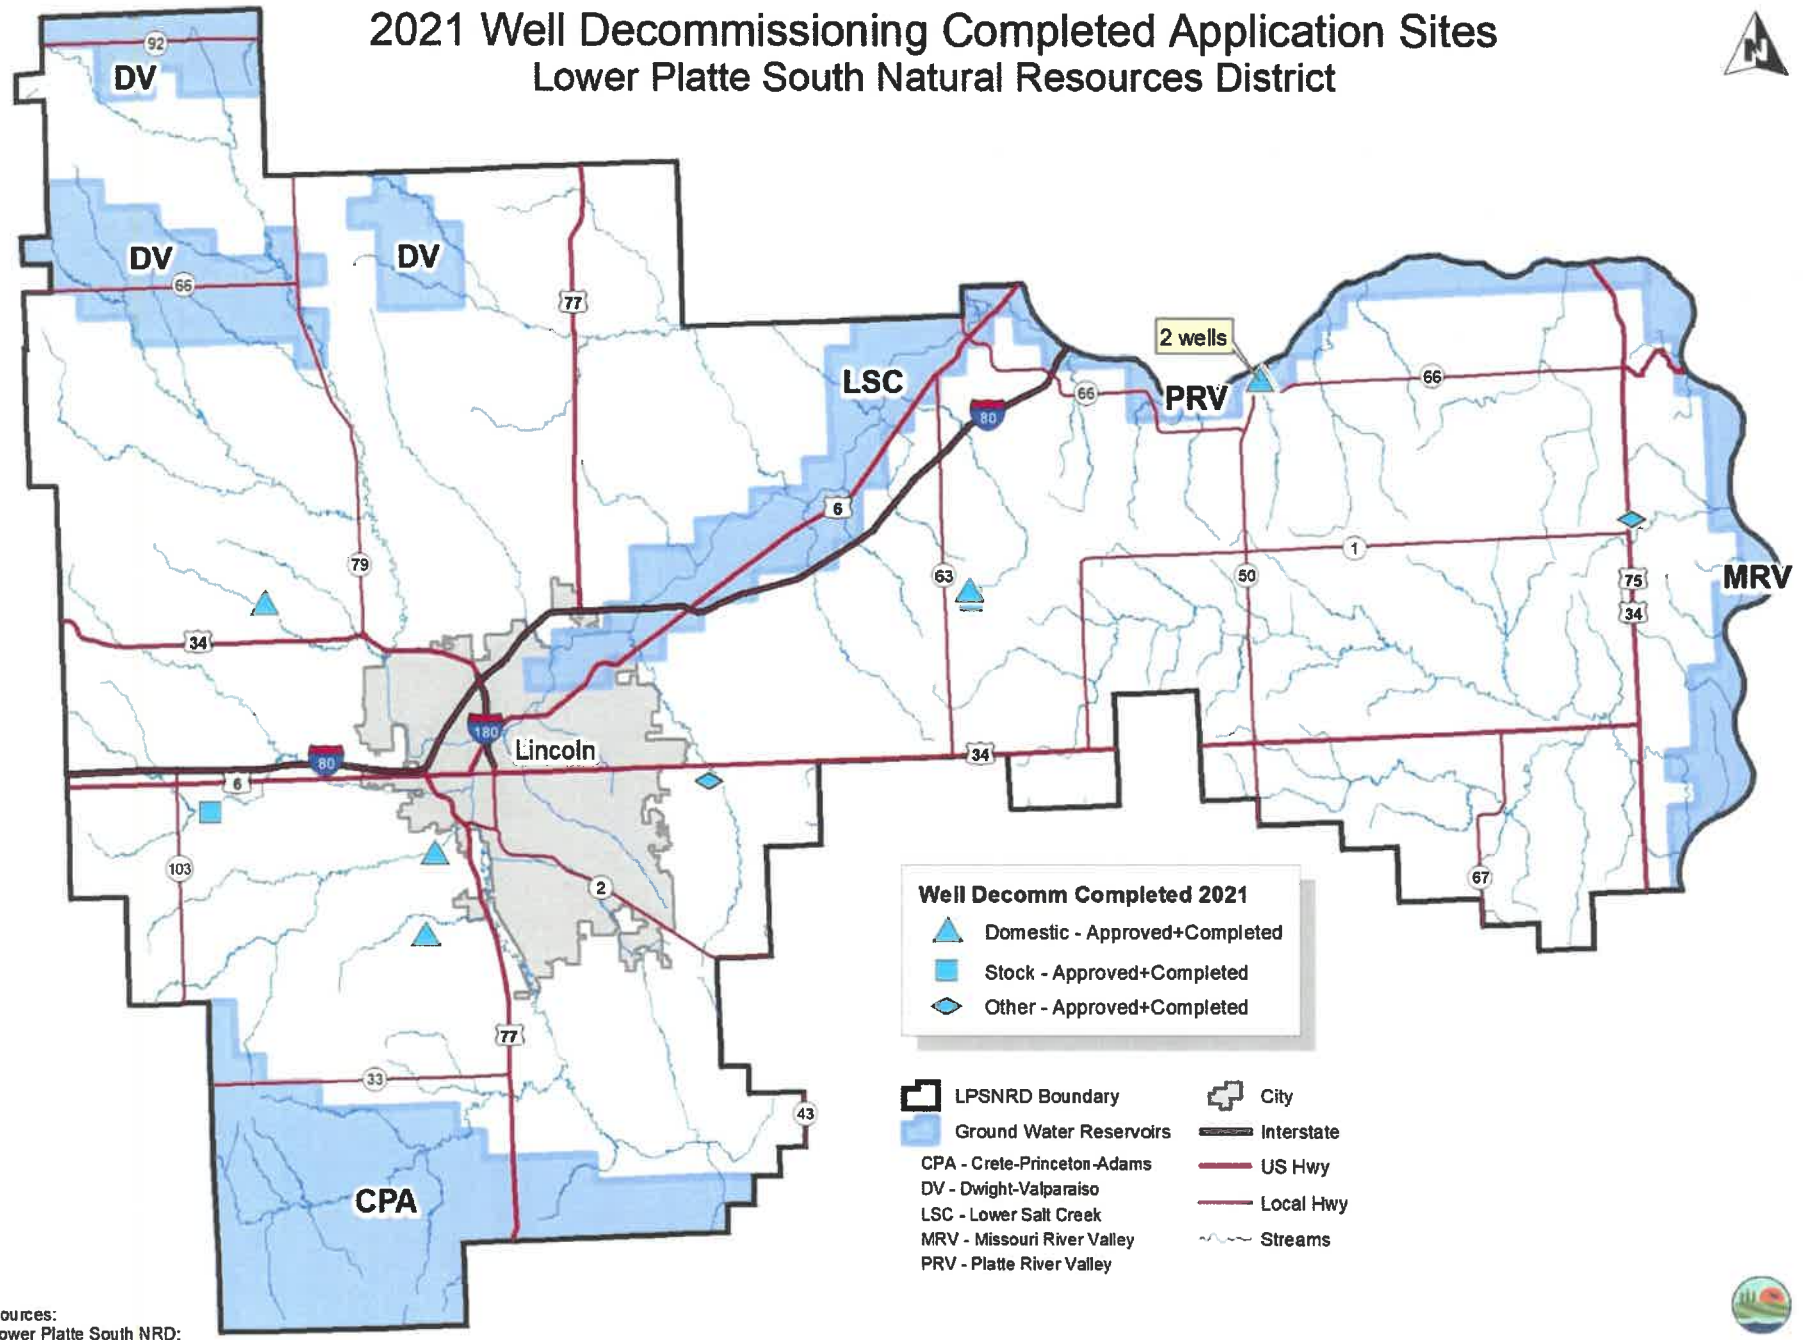 2021 Well Decommissioning Completed Application Sites
Lower Platte South Natural Resources District
N
92
DV
DV
DV
66
77
2 wells
LSC
66
PRV
66
80
6
79
63
1
50
75
MRV
34
34
180
Lincoln
80
34
6
103
2
67
77
33
43
CPA
Well Decomm Completed 2021
Domestic - Approved+Completed
Stock - Approved+Completed
Other - Approved+Completed
LPSNRD Boundary
City
Ground Water Reservoirs
Interstate
CPA - Crete-Princeton-Adams
US Hwy
DV - Dwight-Valparaiso
LSC - Lower Salt Creek
Local Hwy
MRV - Missouri River Valley
Streams
PRV - Platte River Valley
ources:
ower Platte South NRD;